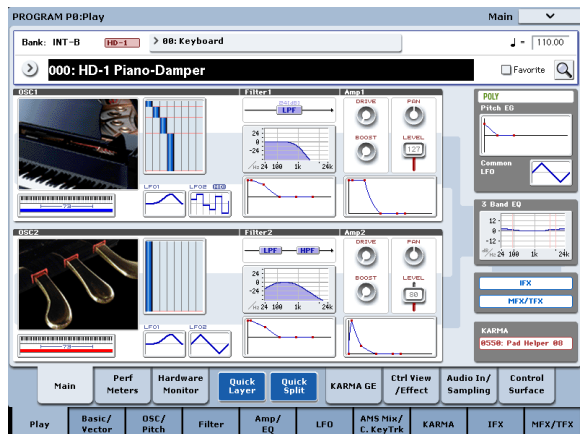 PROGRAM P0:Play
Main
Bank: INT-B
HD-1
> 00: Keyboard
♩ = 110.00
000: HD-1 Piano-Damper
Favorite
OSC1
Filter1
Amp1
LPF
DRIVE
PAN
BOOST
LEVEL
127
24
0
-24
Hz 24 100 1k 24k
73
LFO1
LFO2
OSC2
Filter2
Amp2
LPF
HPF
DRIVE
PAN
BOOST
LEVEL
80
24
0
-24
Hz 24 100 1k 24k
73
LFO1
LFO2
POLY
Pitch EG
Common
LFO
3 Band EQ
12
0
-12
Hz 24 100 1k 24k
IFX
MFX/TFX
KARMA
0550: Pad Helper 08
Main
Perf
Meters
Hardware
Monitor
Quick
Layer
Quick
Split
KARMA GE
Ctrl View
/Effect
Audio In/
Sampling
Control
Surface
Play
Basic/
Vector
OSC/
Pitch
Filter
Amp/
EQ
LFO
AMS Mix/
C. KeyTrk
KARMA
IFX
MFX/TFX